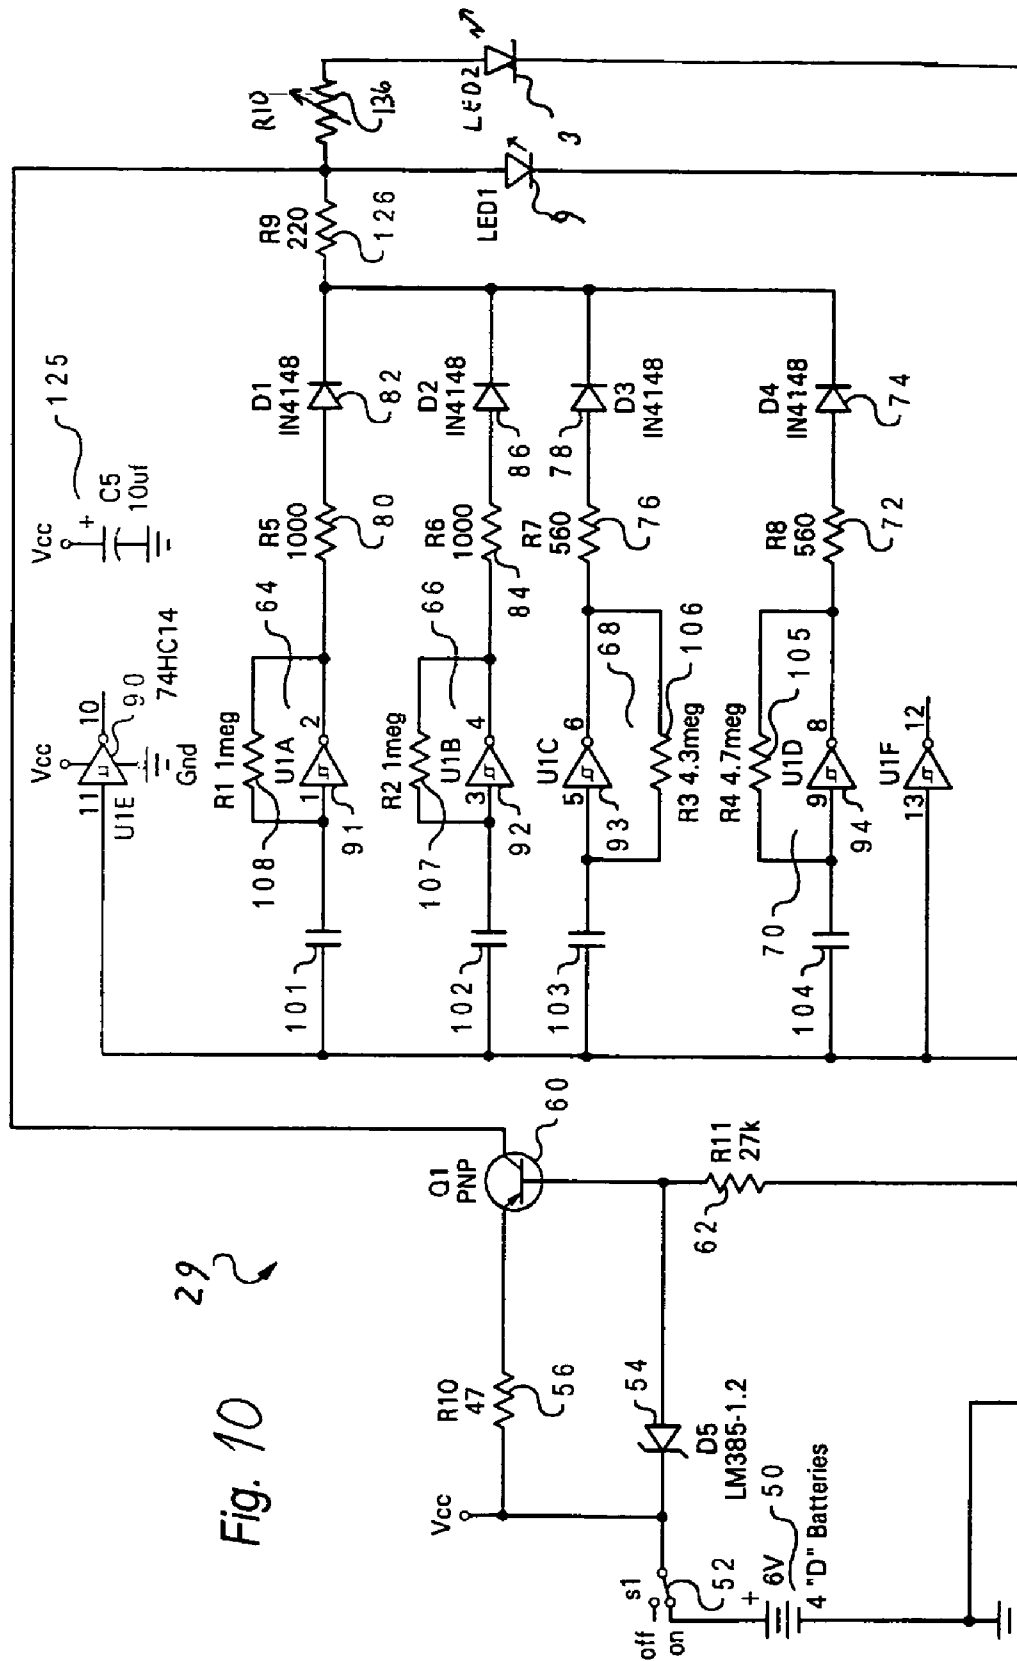 Fig. 10
29
Vcc
R10
47
56
Q1
PNP
60
s1
off
on
52
+
6V
50
4 "D" Batteries
D5
LM385-1.2
54
62
R11
27k
Vcc
11
10
90
U1E
74HC14
Gnd
Vcc
+
C5
10uf
125
R1 1meg
108
U1A
64
1
2
91
101
R5
1000
80
D1
IN4148
82
R2 1meg
107
U1B
66
3
4
92
102
R6
1000
84
D2
IN4148
86
U1C
5
6
93
103
68
106
R3 4.3meg
R7
560
76
78
D3
IN4148
R4 4.7meg
105
U1D
9
8
94
70
104
R8
560
72
D4
IN4148
74
U1F
13
12
R9
220
126
R10
136
LED1
9
LED2
3